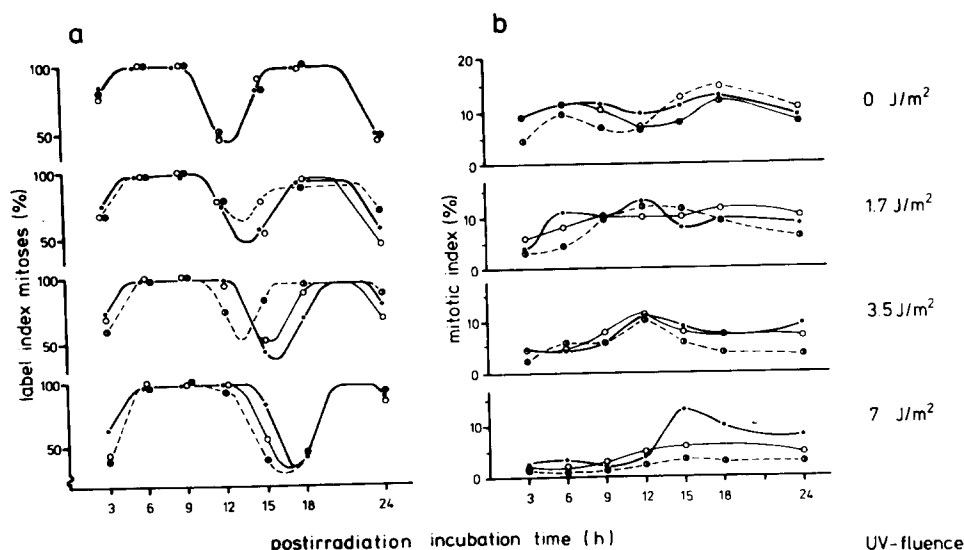 a
b
100
50
100
50
100
50
100
50
label index mitoses (%)
3 6 9 12 15 18 24
20
10
0
10
0
10
0
10
0
mitotic index (%)
3 6 9 12 15 18 24
0 J/m²
1.7 J/m²
3.5 J/m²
7 J/m²
postirradiation incubation time (h)
UV-fluence